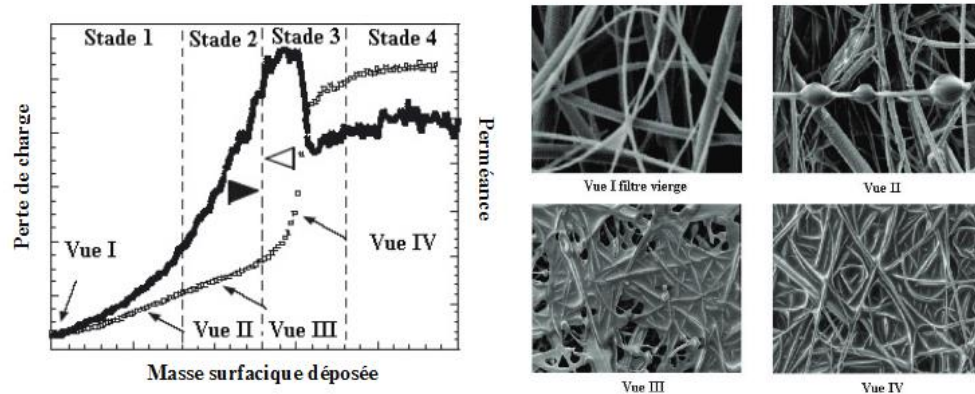 Stade 1
Stade 2
Stade 3
Stade 4
Perte de charge
Perméance
Vue I
Vue II
Vue III
Vue IV
Masse surfacique déposée
Vue I filtre vierge
Vue II
Vue III
Vue IV